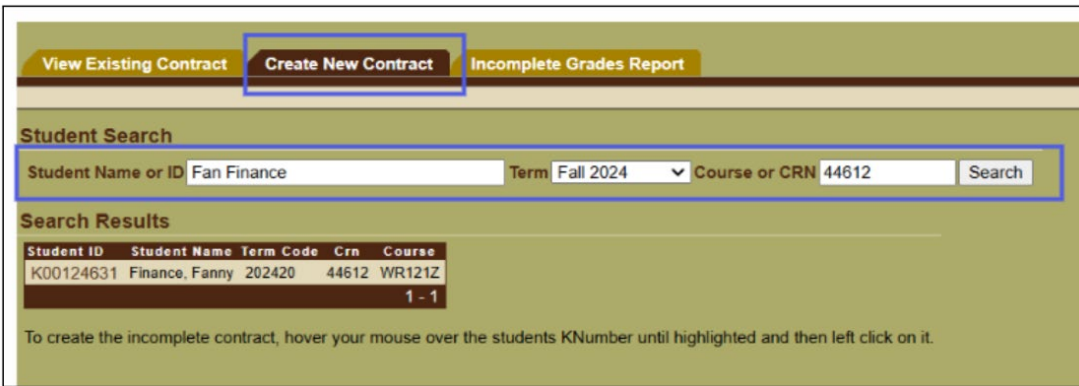 View Existing Contract Create New Contract Incomplete Grades Report
Student Search
Student Name or ID Fan Finance Term Fall 2024 Course or CRN 44612 Search
Search Results
Student ID Student Name Term Code Crn Course
K00124631 Finance, Fanny 202420 44612 WR121Z
1 - 1
To create the incomplete contract, hover your mouse over the students KNumber until highlighted and then left click on it.